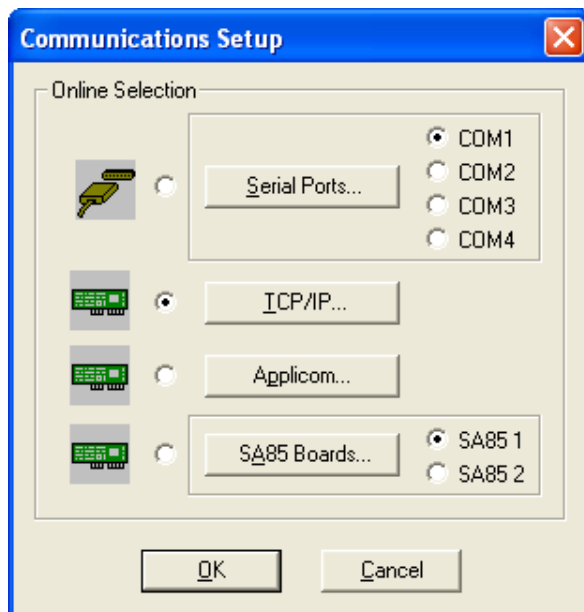 Communications Setup
Online Selection
Serial Ports...
COM1
COM2
COM3
COM4
TCP/IP...
Applicom...
SA85 Boards...
SA85 1
SA85 2
OK
Cancel